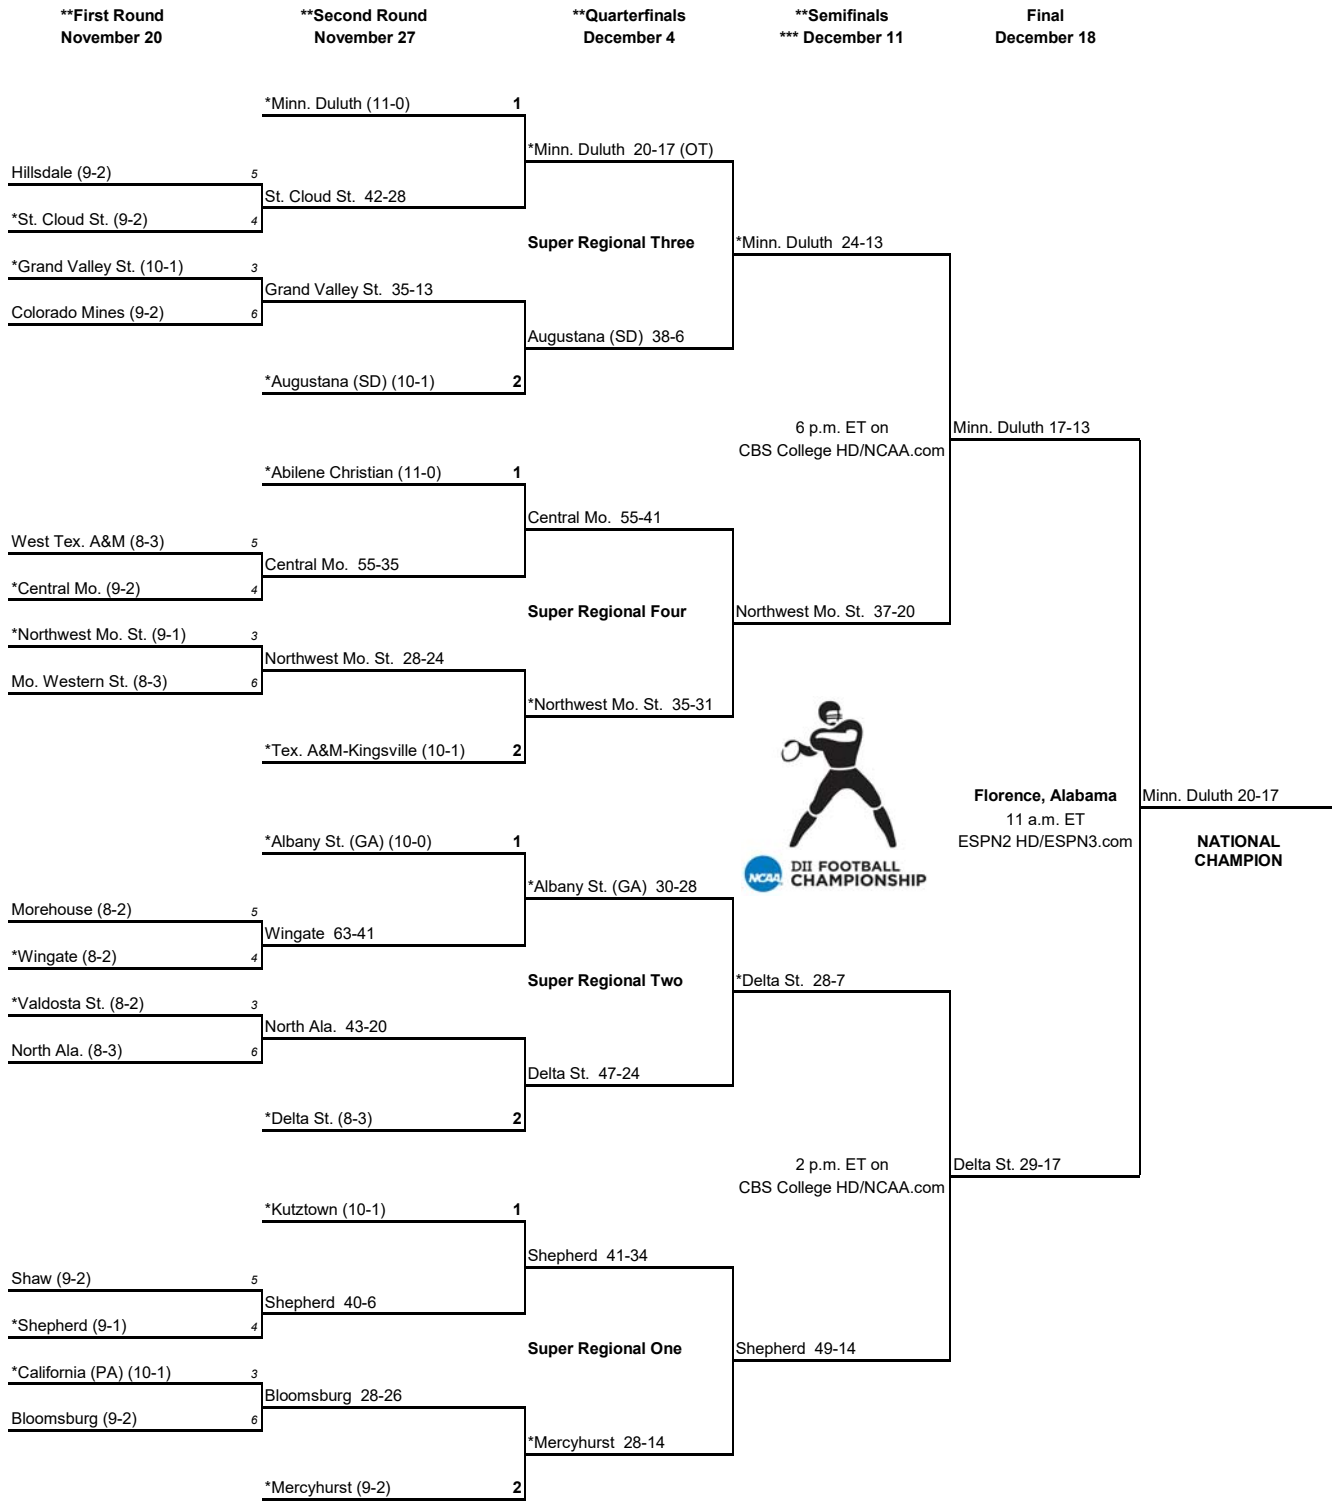 **First Round
November 20
**Second Round
November 27
**Quarterfinals
December 4
**Semifinals
*** December 11
Final
December 18
*Minn. Duluth (11-0) 1
*Minn. Duluth 20-17 (OT)
Hillsdale (9-2) 5
St. Cloud St. 42-28
*St. Cloud St. (9-2) 4
Super Regional Three
*Minn. Duluth 24-13
*Grand Valley St. (10-1) 3
Grand Valley St. 35-13
Colorado Mines (9-2) 6
Augustana (SD) 38-6
*Augustana (SD) (10-1) 2
6 p.m. ET on
CBS College HD/NCAA.com
Minn. Duluth 17-13
*Abilene Christian (11-0) 1
Central Mo. 55-41
West Tex. A&M (8-3) 5
Central Mo. 55-35
*Central Mo. (9-2) 4
Super Regional Four
Northwest Mo. St. 37-20
*Northwest Mo. St. (9-1) 3
Northwest Mo. St. 28-24
Mo. Western St. (8-3) 6
*Northwest Mo. St. 35-31
*Tex. A&M-Kingsville (10-1) 2
Florence, Alabama
11 a.m. ET
ESPN2 HD/ESPN3.com
Minn. Duluth 20-17
NATIONAL
CHAMPION
*Albany St. (GA) (10-0) 1
NCAA
DII FOOTBALL
CHAMPIONSHIP
*Albany St. (GA) 30-28
Morehouse (8-2) 5
Wingate 63-41
*Wingate (8-2) 4
Super Regional Two
*Delta St. 28-7
*Valdosta St. (8-2) 3
North Ala. 43-20
North Ala. (8-3) 6
Delta St. 47-24
*Delta St. (8-3) 2
2 p.m. ET on
CBS College HD/NCAA.com
Delta St. 29-17
*Kutztown (10-1) 1
Shepherd 41-34
Shaw (9-2) 5
Shepherd 40-6
*Shepherd (9-1) 4
Super Regional One
Shepherd 49-14
*California (PA) (10-1) 3
Bloomsburg 28-26
Bloomsburg (9-2) 6
*Mercyhurst 28-14
*Mercyhurst (9-2) 2